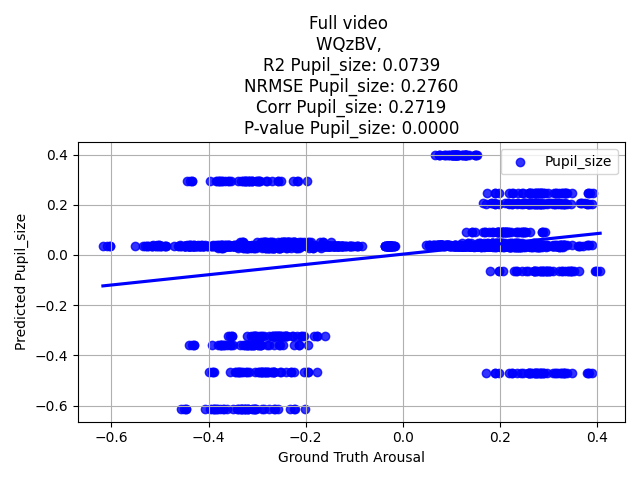 Full video
WQzBV,
R2 Pupil_size: 0.0739
NRMSE Pupil_size: 0.2760
Corr Pupil_size: 0.2719
P-value Pupil_size: 0.0000
Pupil_size
0.4
0.2
0.0
−0.2
−0.4
−0.6
Predicted Pupil_size
−0.6
−0.4
−0.2
0.0
0.2
0.4
Ground Truth Arousal